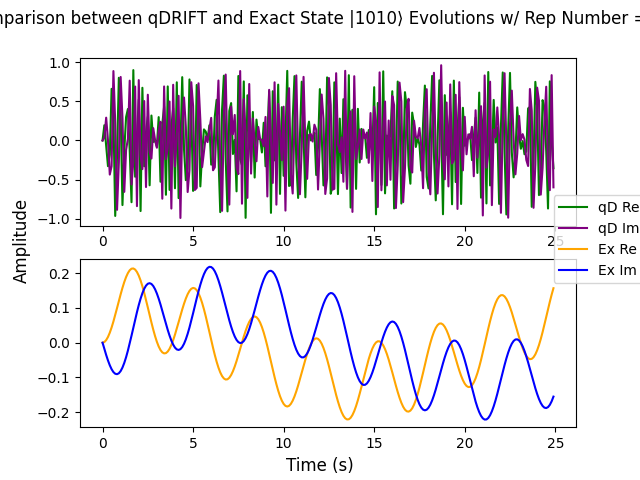 parison between qDRIFT and Exact State |1010⟩ Evolutions w/ Rep Number =
1.0
0.5
0.0
−0.5
−1.0
0 5 10 15 20 25
qD Re
qD Im
Ex Re
Ex Im
Amplitude
0.2
0.1
0.0
−0.1
−0.2
0 5 10 15 20 25
Time (s)